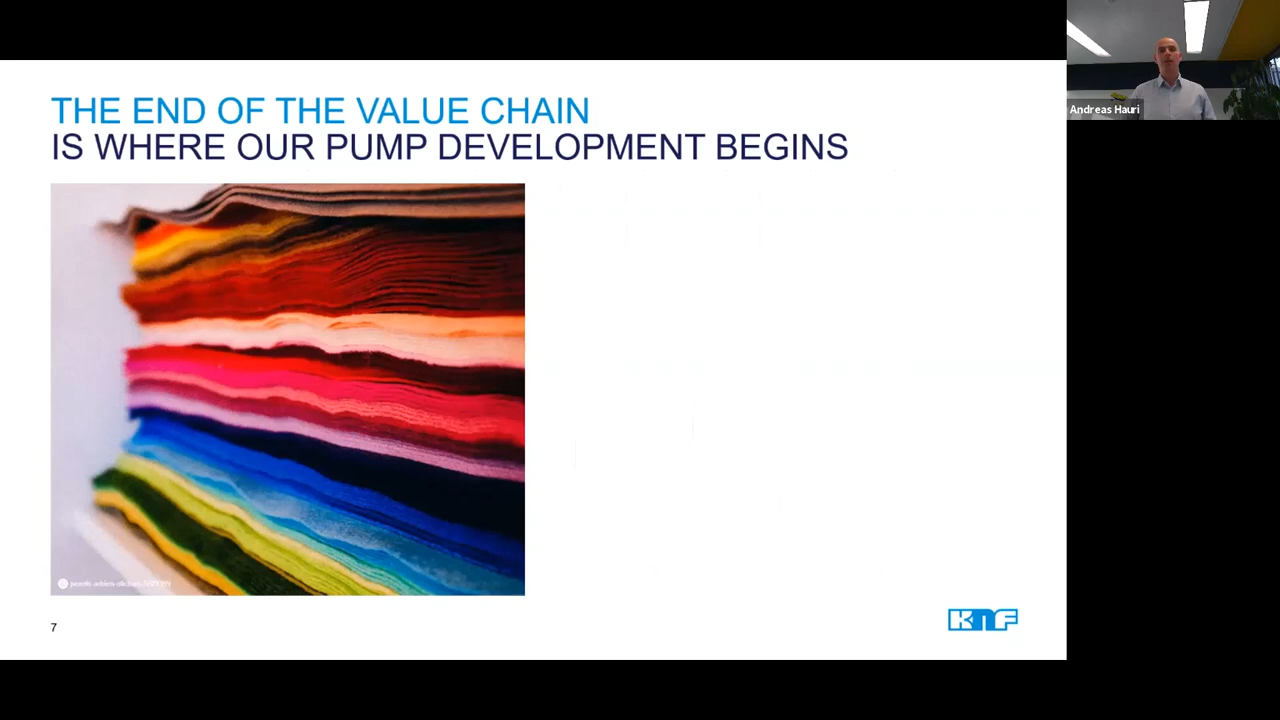 THE END OF THE VALUE CHAIN
IS WHERE OUR PUMP DEVELOPMENT BEGINS
Andreas Hauri
7
KNF